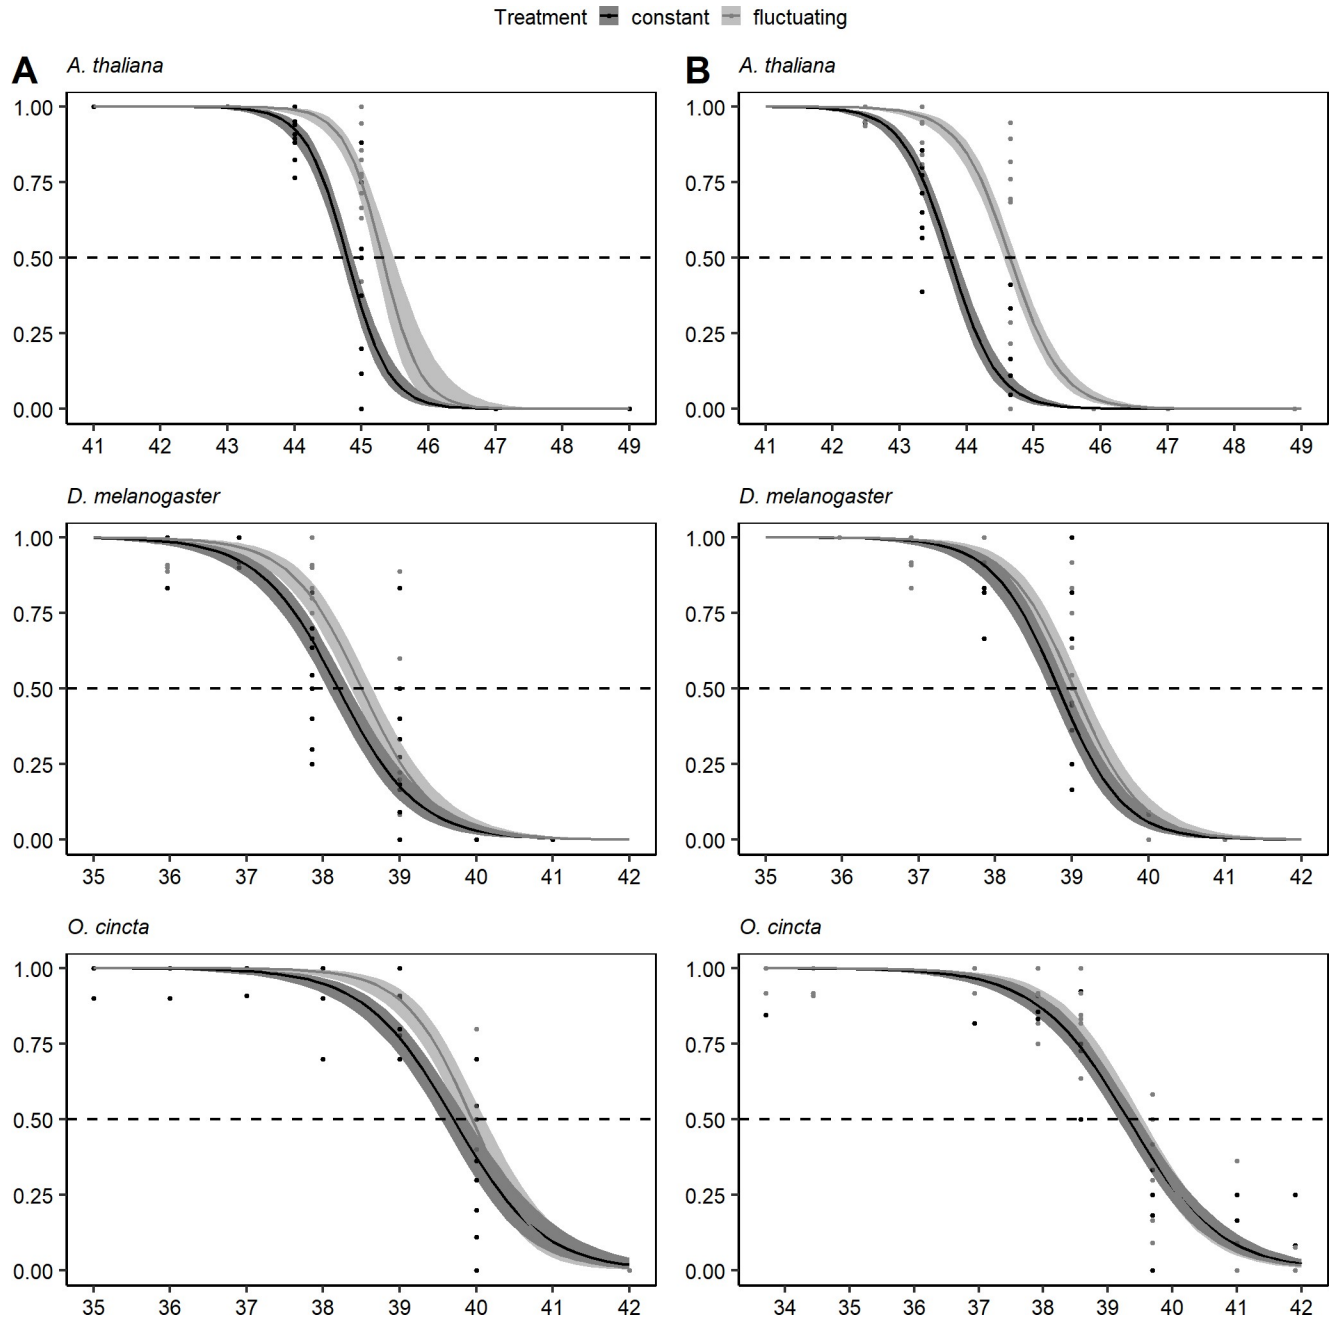 Treatment constant fluctuating
A B
A. thaliana A. thaliana
1.00 1.00
0.75 0.75
0.50 0.50
0.25 0.25
0.00 0.00
41 42 43 44 45 46 47 48 49 41 42 43 44 45 46 47 48 49
D. melanogaster D. melanogaster
1.00 1.00
0.75 0.75
0.50 0.50
0.25 0.25
0.00 0.00
35 36 37 38 39 40 41 42 35 36 37 38 39 40 41 42
O. cincta O. cincta
1.00 1.00
0.75 0.75
0.50 0.50
0.25 0.25
0.00 0.00
35 36 37 38 39 40 41 42 34 35 36 37 38 39 40 41 42